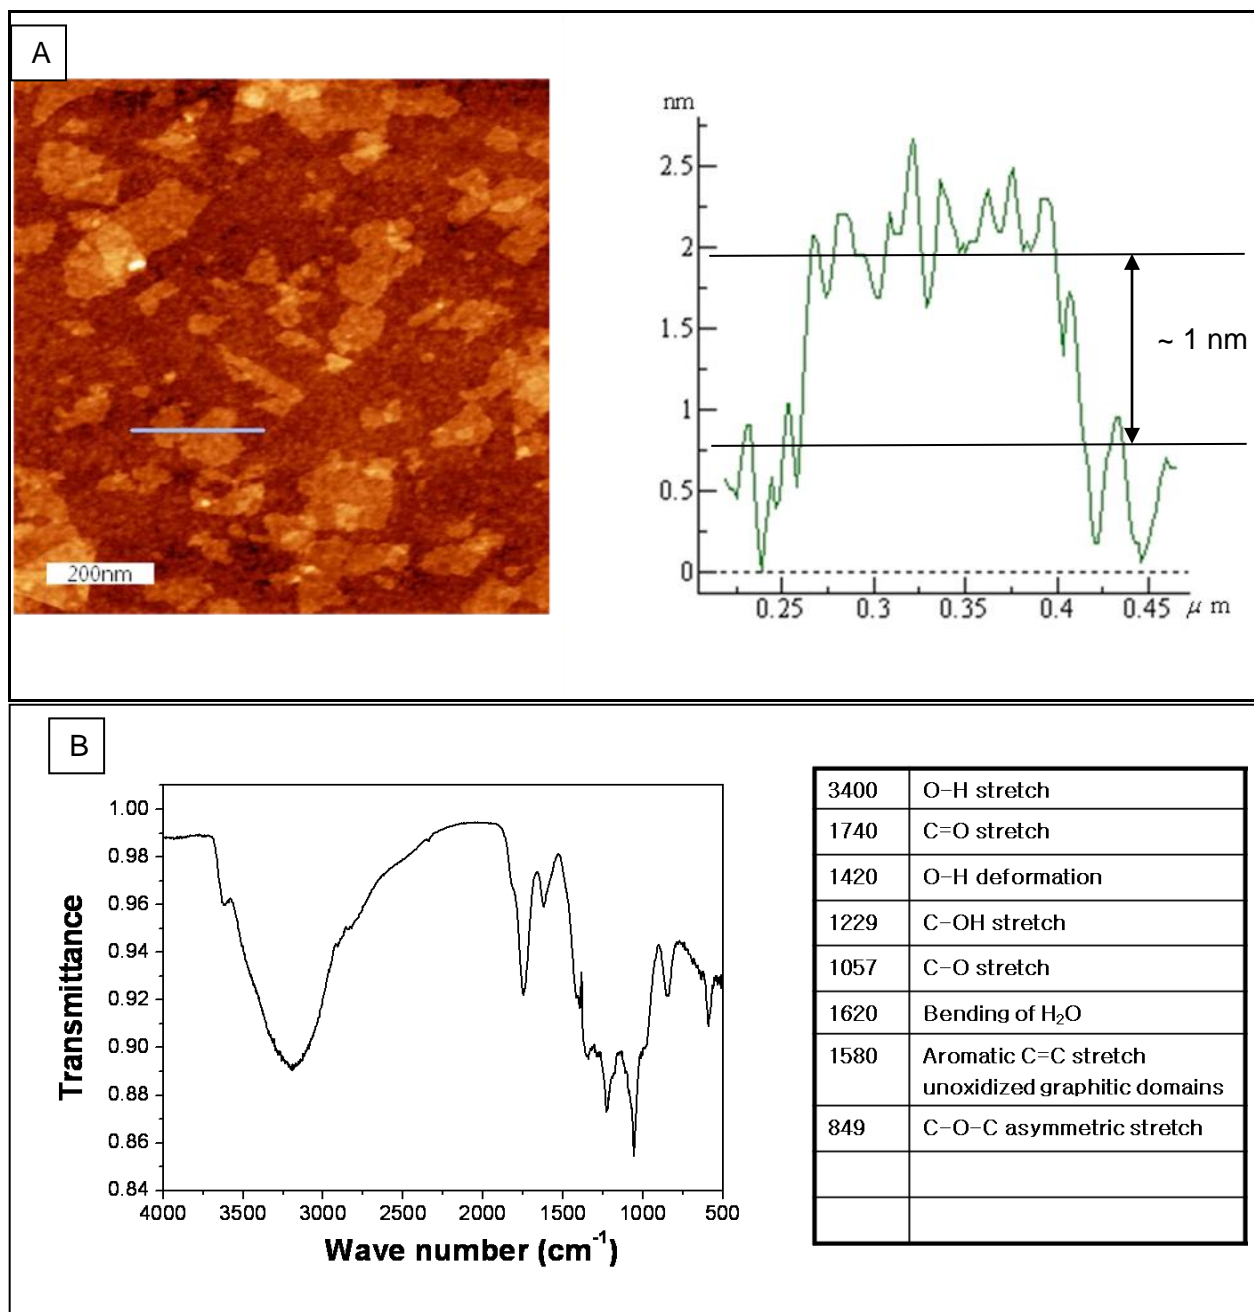 A
200nm
nm
2.5
2
1.5
1
0.5
0
0.25 0.3 0.35 0.4 0.45 μ m
~ 1 nm
B
Transmittance
1.00
0.98
0.96
0.94
0.92
0.90
0.88
0.86
0.84
4000 3500 3000 2500 2000 1500 1000 500
Wave number (cm⁻¹)
3400 O-H stretch
1740 C=O stretch
1420 O-H deformation
1229 C-OH stretch
1057 C-O stretch
1620 Bending of H₂O
1580 Aromatic C=C stretch
unoxidized graphitic domains
849 C-O-C asymmetric stretch